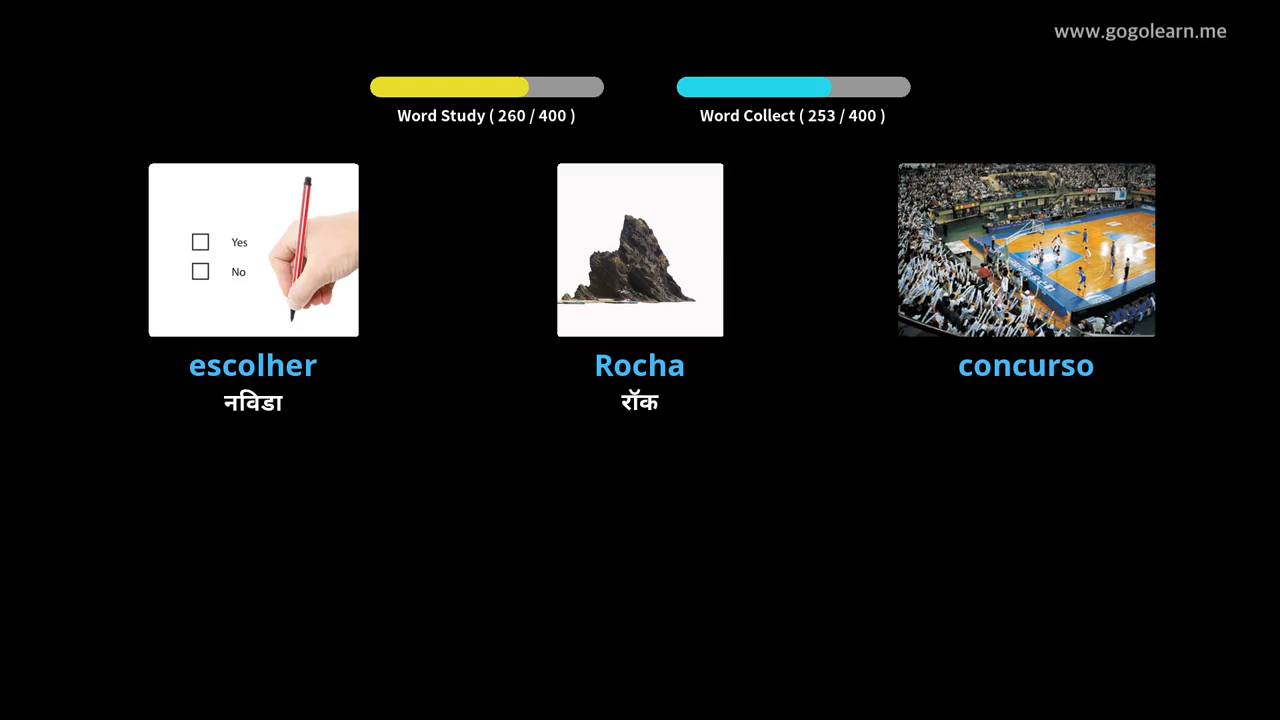 www.gogolearn.me
Word Study ( 260 / 400 )
Word Collect ( 253 / 400 )
Yes
No
escolher
Rocha
concurso
नविडा
रॉक